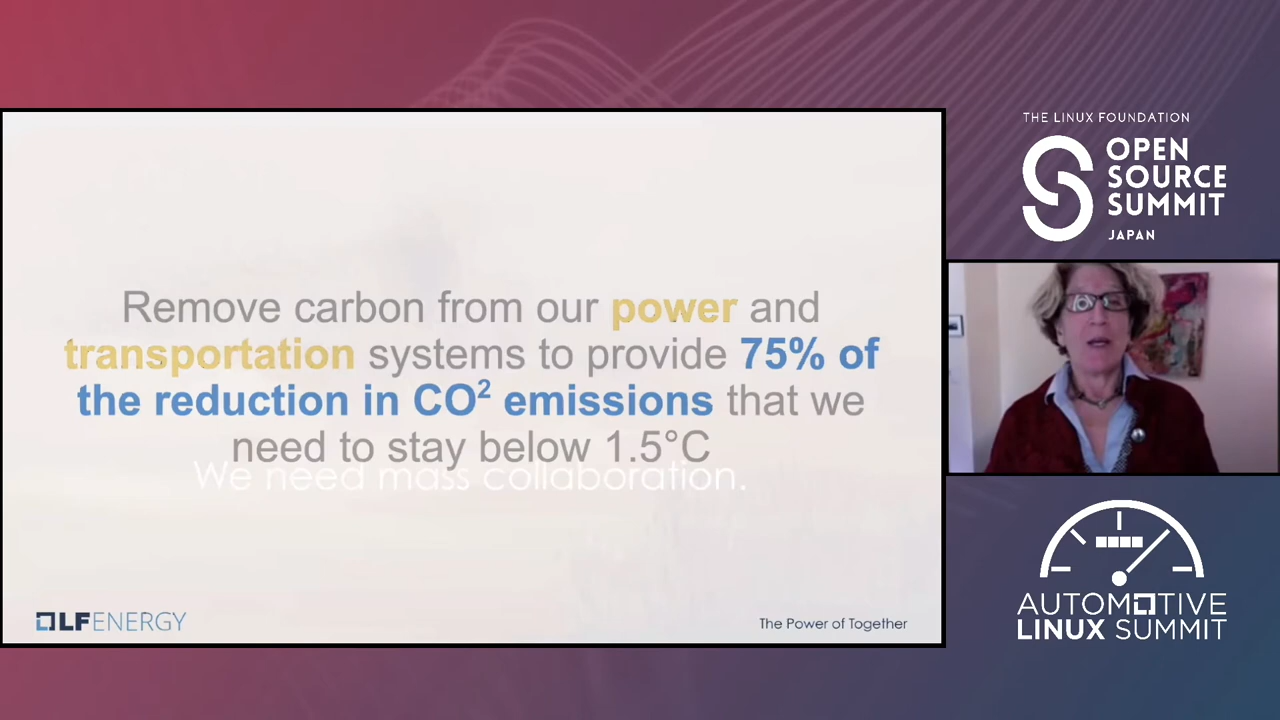 Remove carbon from our power and
transportation systems to provide 75% of
the reduction in CO² emissions that we
need to stay below 1.5°C
We need mass collaboration.
LFENERGY
The Power of Together
THE LINUX FOUNDATION
OPEN
SOURCE
SUMMIT
JAPAN
AUTOMOTIVE
LINUX SUMMIT